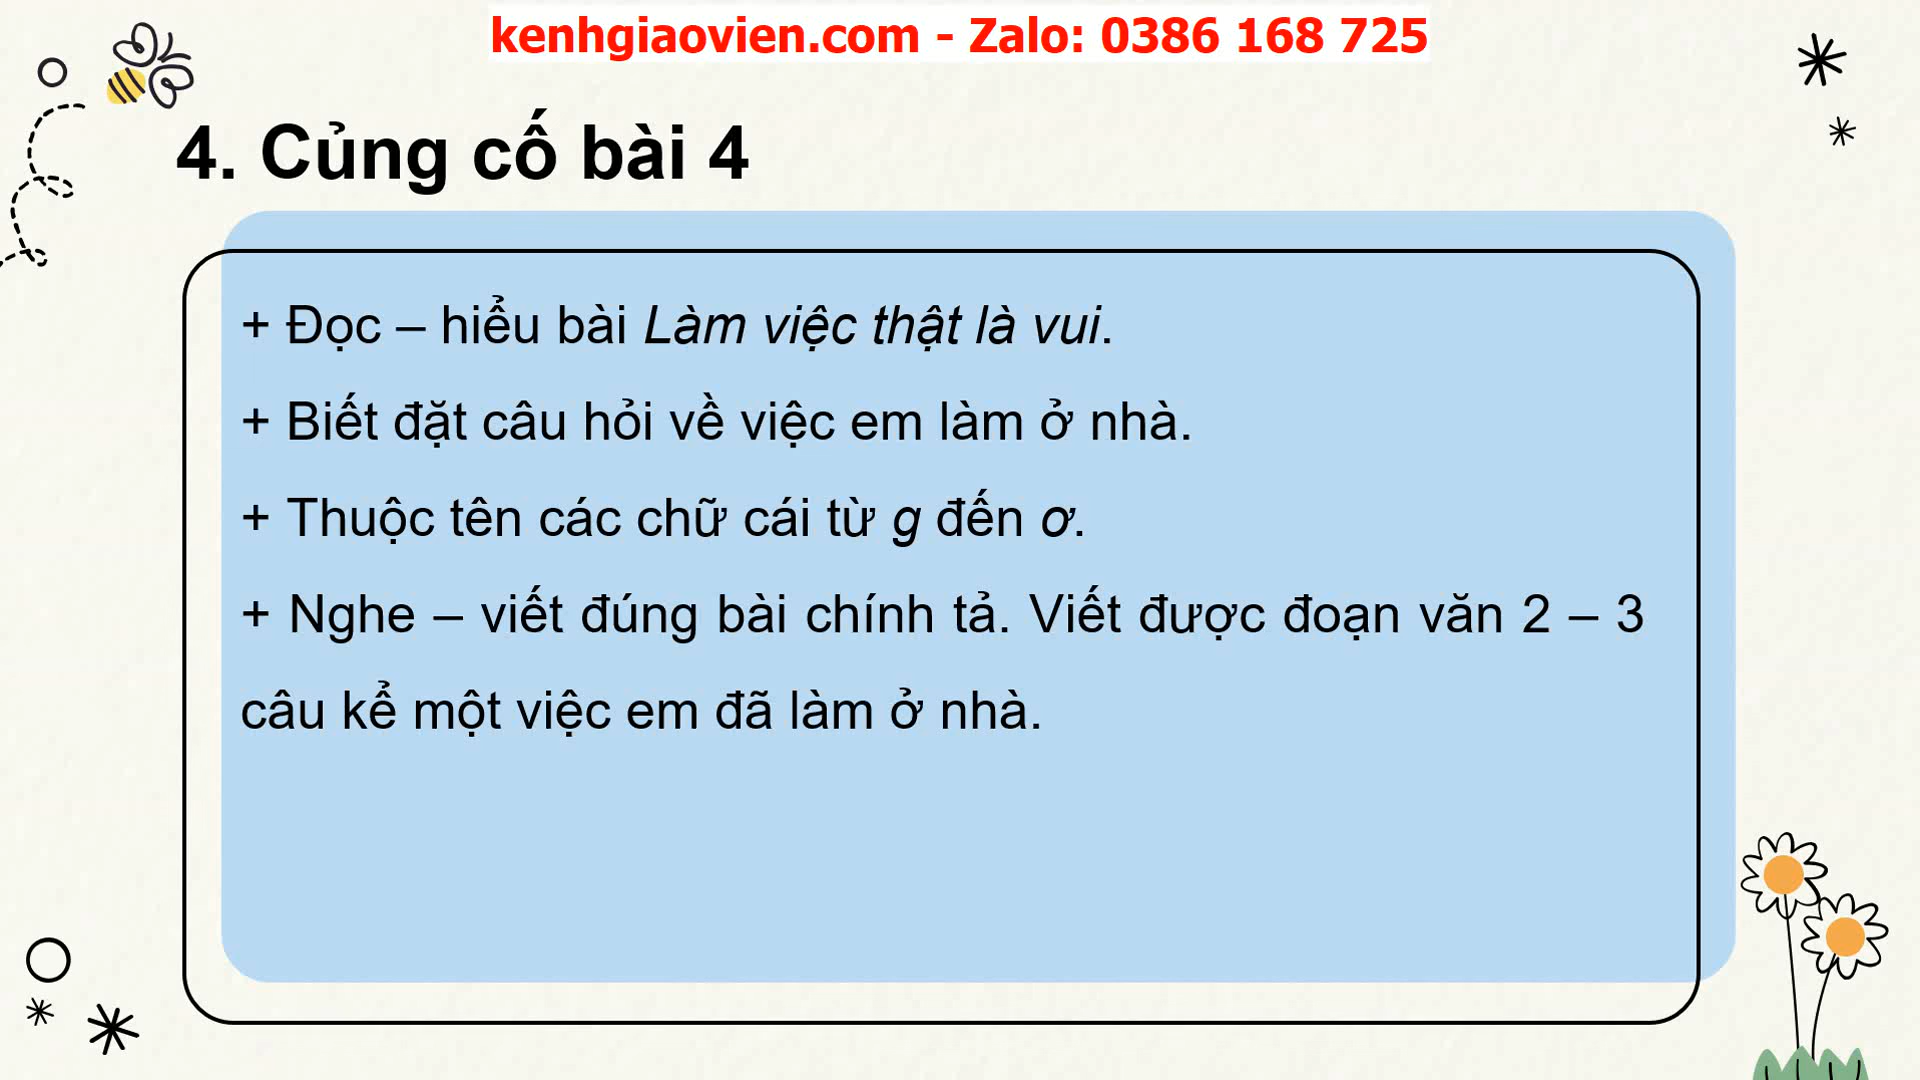 kenhgiaovien.com - Zalo: 0386 168 725
4. Củng cố bài 4
+ Đọc – hiểu bài Làm việc thật là vui.
+ Biết đặt câu hỏi về việc em làm ở nhà.
+ Thuộc tên các chữ cái từ g đến ơ.
+ Nghe – viết đúng bài chính tả. Viết được đoạn văn 2 – 3
câu kể một việc em đã làm ở nhà.